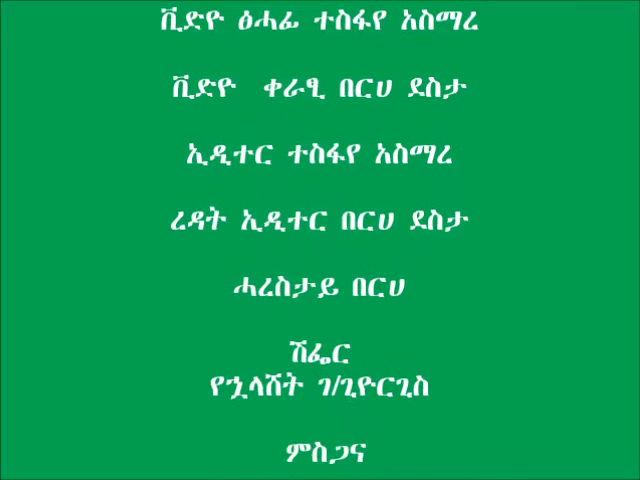 ቪድዮ ፅሓፊ ተስፋየ አስማረ
ቪድዮ ቀራፂ በርሀ ደስታ
ኢዲተር ተስፋየ አስማረ
ረዳት ኢዲተር በርሀ ደስታ
ሓረስታይ በርሀ
ሽፌር
የኋላሸት ገ/ጊዮርጊስ
ምስጋና